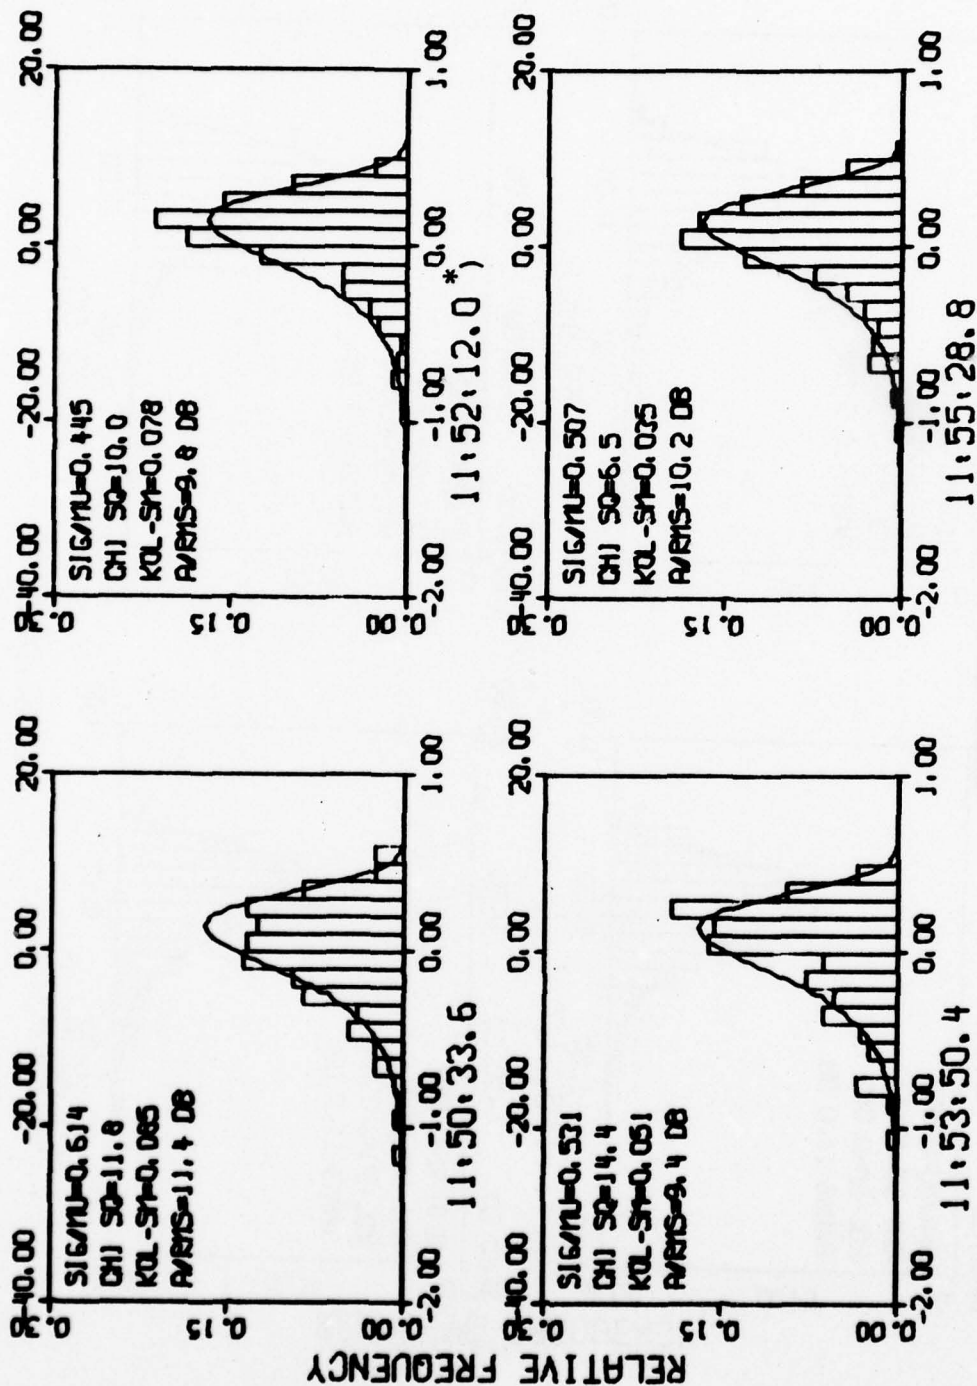 RELATIVE FREQUENCY
-40.00 -20.00 0.00 20.00
0.30
0.15
0.00
SIG/MU=0.614
CHI SQ=11.8
KOL-SM=0.085
A/RMS=11.4 DB
-2.00 -1.00 0.00 1.00
11:50:33.6
-40.00 -20.00 0.00 20.00
0.30
0.15
0.00
SIG/MU=0.445
CHI SQ=10.0
KOL-SM=0.078
A/RMS=9.8 DB
-2.00 -1.00 0.00 1.00
11:52:12.0 *)
-40.00 -20.00 0.00 20.00
0.30
0.15
0.00
SIG/MU=0.531
CHI SQ=14.4
KOL-SM=0.051
A/RMS=9.4 DB
-2.00 -1.00 0.00 1.00
11:53:50.4
-40.00 -20.00 0.00 20.00
0.30
0.15
0.00
SIG/MU=0.507
CHI SQ=6.5
KOL-SM=0.035
A/RMS=10.2 DB
-2.00 -1.00 0.00 1.00
11:55:28.8